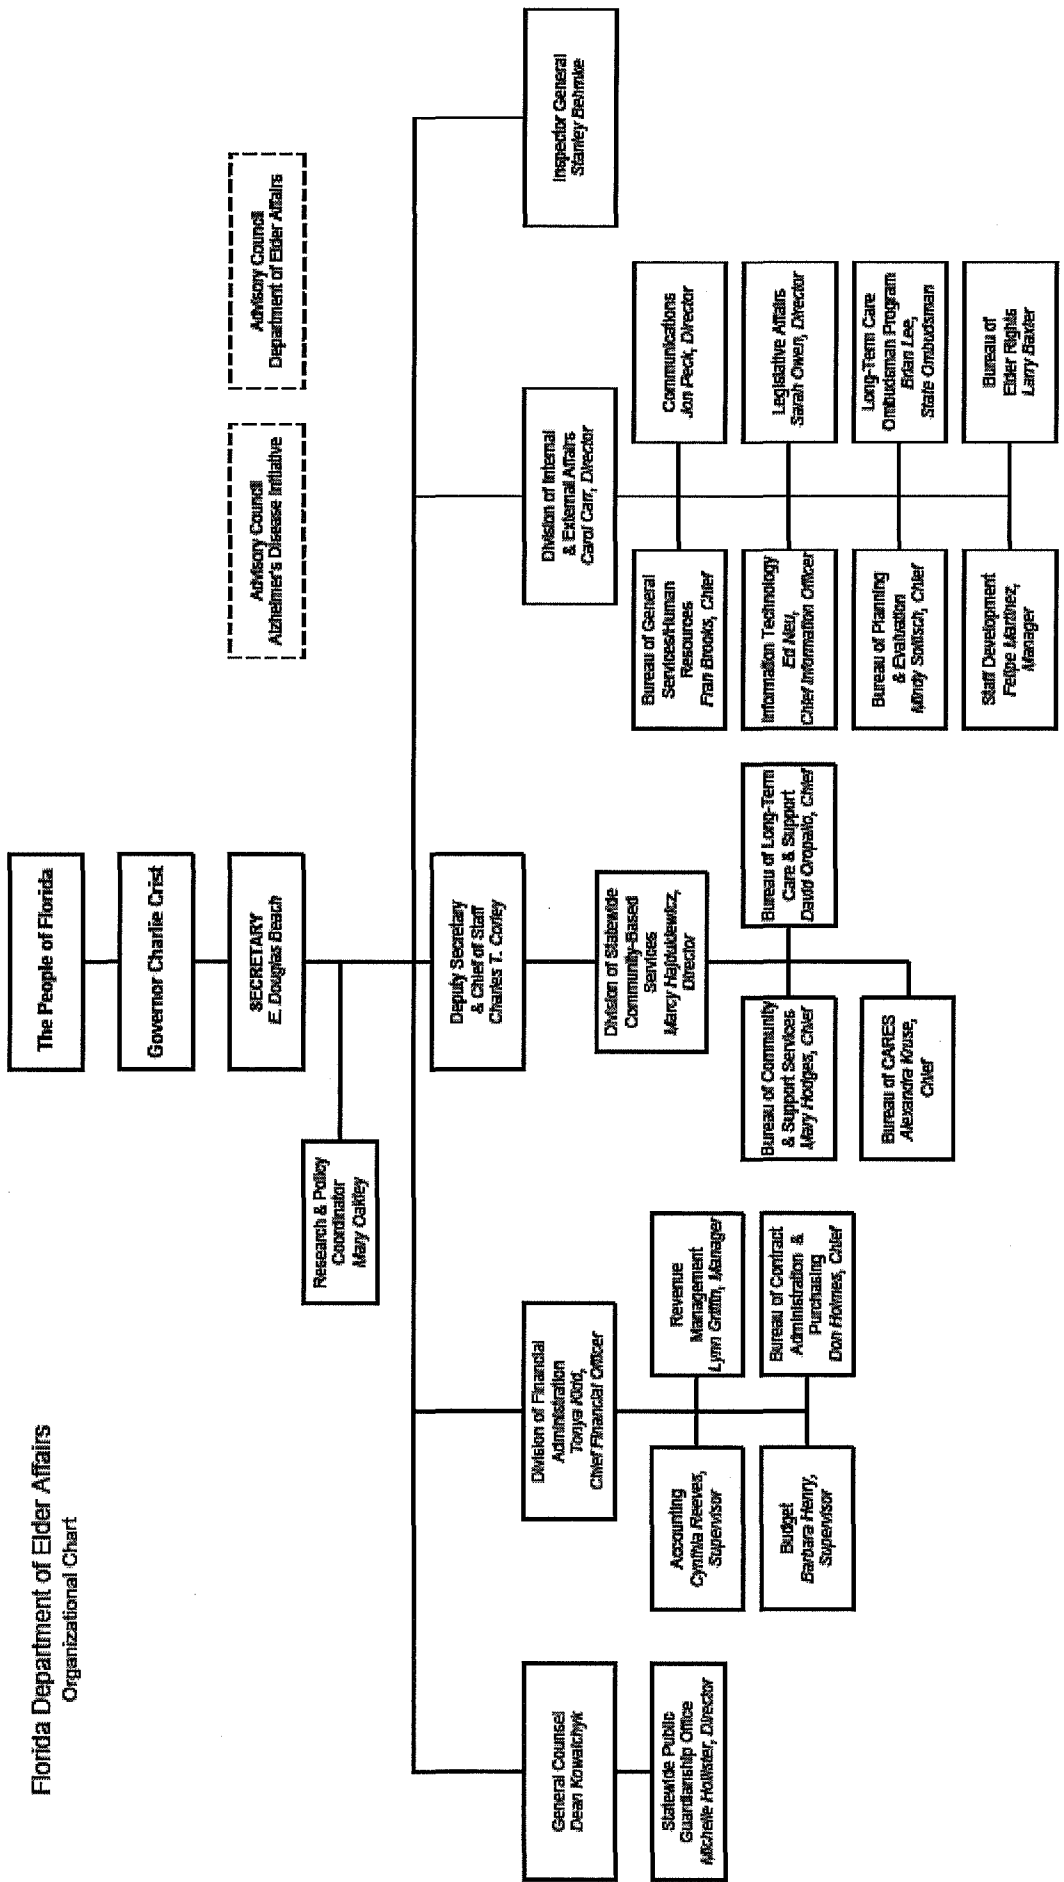 Florida Department of Elder Affairs
Organizational Chart
The People of Florida
Governor Charlie Crist
SECRETARY
E. Douglas Beach
Advisory Council
Alzheimer's Disease Initiative
Advisory Council
Department of Elder Affairs
Research & Policy
Coordinator
Mary Oakley
Deputy Secretary
& Chief of Staff
Charles T. Corley
General Counsel
Dean Kowalchyk
Statewide Public
Guardianship Office
Michelle Hollister, Director
Division of Financial
Administration
Tonya Kidd,
Chief Financial Officer
Accounting
Cynthia Reeves,
Supervisor
Revenue
Management
Lynn Griffin, Manager
Budget
Barbara Henry,
Supervisor
Bureau of Contract
Administration &
Purchasing
Don Holmes, Chief
Division of Statewide
Community-Based
Services
Marcy Hajdukiewicz,
Director
Bureau of Community
& Support Services
Mary Hodges, Chief
Bureau of Long-Term
Care & Support
David Oropallo, Chief
Bureau of CARES
Alexandra Kruse,
Chief
Division of Internal
& External Affairs
Carol Carr, Director
Bureau of General
Services/Human
Resources
Fran Brooks, Chief
Communications
Jon Peck, Director
Information Technology
Ed Neu,
Chief Information Officer
Legislative Affairs
Sarah Owen, Director
Bureau of Planning
& Evaluation
Mindy Sollisch, Chief
Long-Term Care
Ombudsman Program
Brian Lee,
State Ombudsman
Staff Development
Felipe Martinez,
Manager
Bureau of
Elder Rights
Larry Baxter
Inspector General
Stanley Behmke